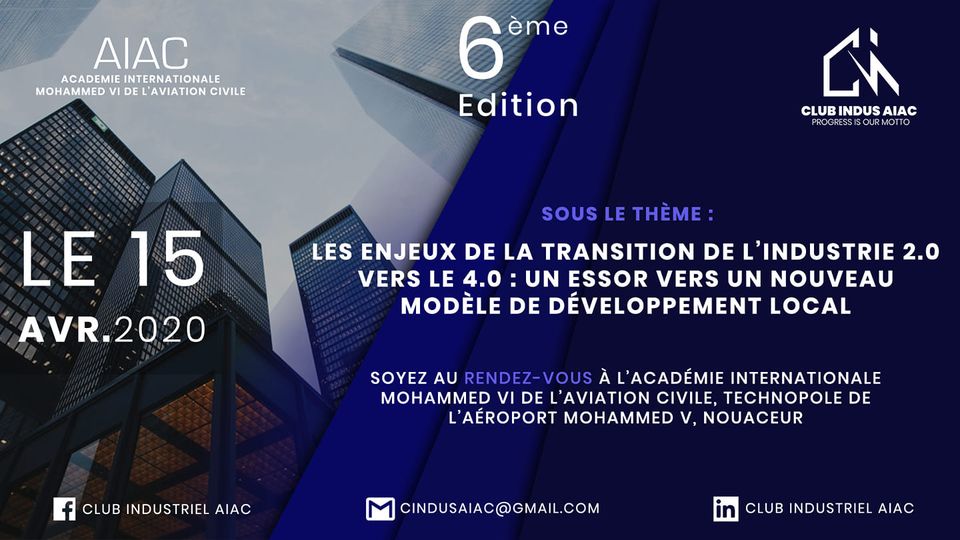 AIAC
ACADEMIE INTERNATIONALE
MOHAMMED VI DE L'AVIATION CIVILE
6ème
Edition
CLUB INDUS AIAC
PROGRESS IS OUR MOTTO
LE 15
AVR.2020
SOUS LE THÈME :
LES ENJEUX DE LA TRANSITION DE L'INDUSTRIE 2.0
VERS LE 4.0 : UN ESSOR VERS UN NOUVEAU
MODÈLE DE DÉVELOPPEMENT LOCAL
SOYEZ AU RENDEZ-VOUS À L'ACADÉMIE INTERNATIONALE
MOHAMMED VI DE L'AVIATION CIVILE, TECHNOPOLE DE
L'AÉROPORT MOHAMMED V, NOUACEUR
CLUB INDUSTRIEL AIAC
CINDUSAIAC@GMAIL.COM
CLUB INDUSTRIEL AIAC